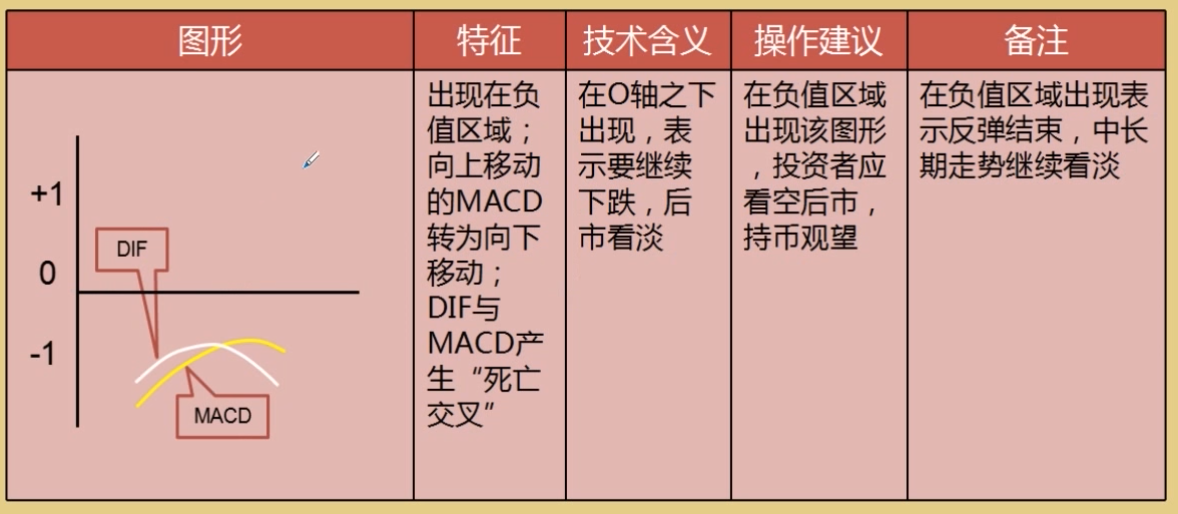 图形
特征
技术含义
操作建议
备注
+1
DIF
0
-1
MACD
出现在负
值区域；
向上移动
的MACD
转为向下
移动；
DIF与
MACD产
生“死亡
交叉”
在O轴之下
出现，表
示要继续
下跌，后
市看淡
在负值区域
出现该图形
，投资者应
看空后市，
持币观望
在负值区域出现表
示反弹结束，中长
期走势继续看淡